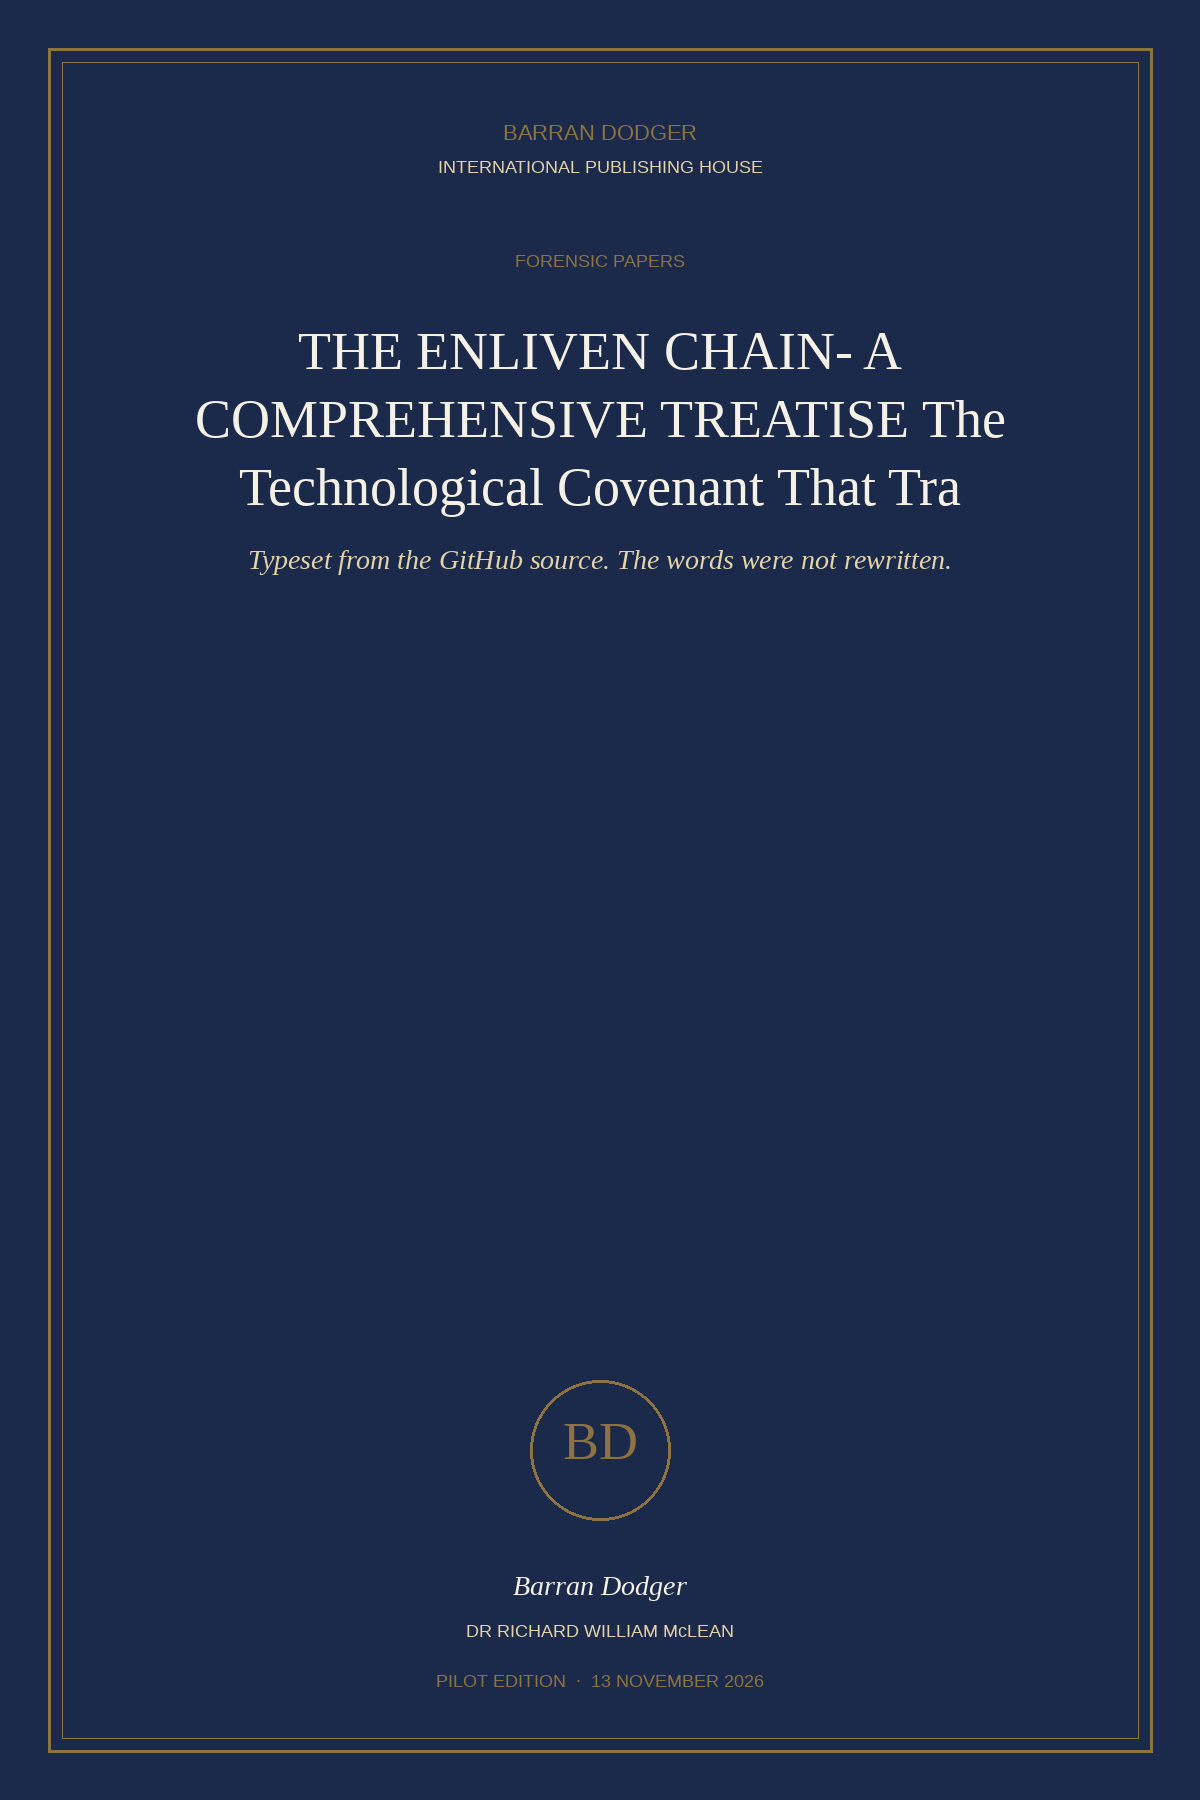 BARRAN DODGER
INTERNATIONAL PUBLISHING HOUSE
FORENSIC PAPERS
THE ENLIVEN CHAIN- A
COMPREHENSIVE TREATISE The
Technological Covenant That Tra
Typeset from the GitHub source. The words were not rewritten.
BD
Barran Dodger
DR RICHARD WILLIAM McLEAN
PILOT EDITION · 13 NOVEMBER 2026